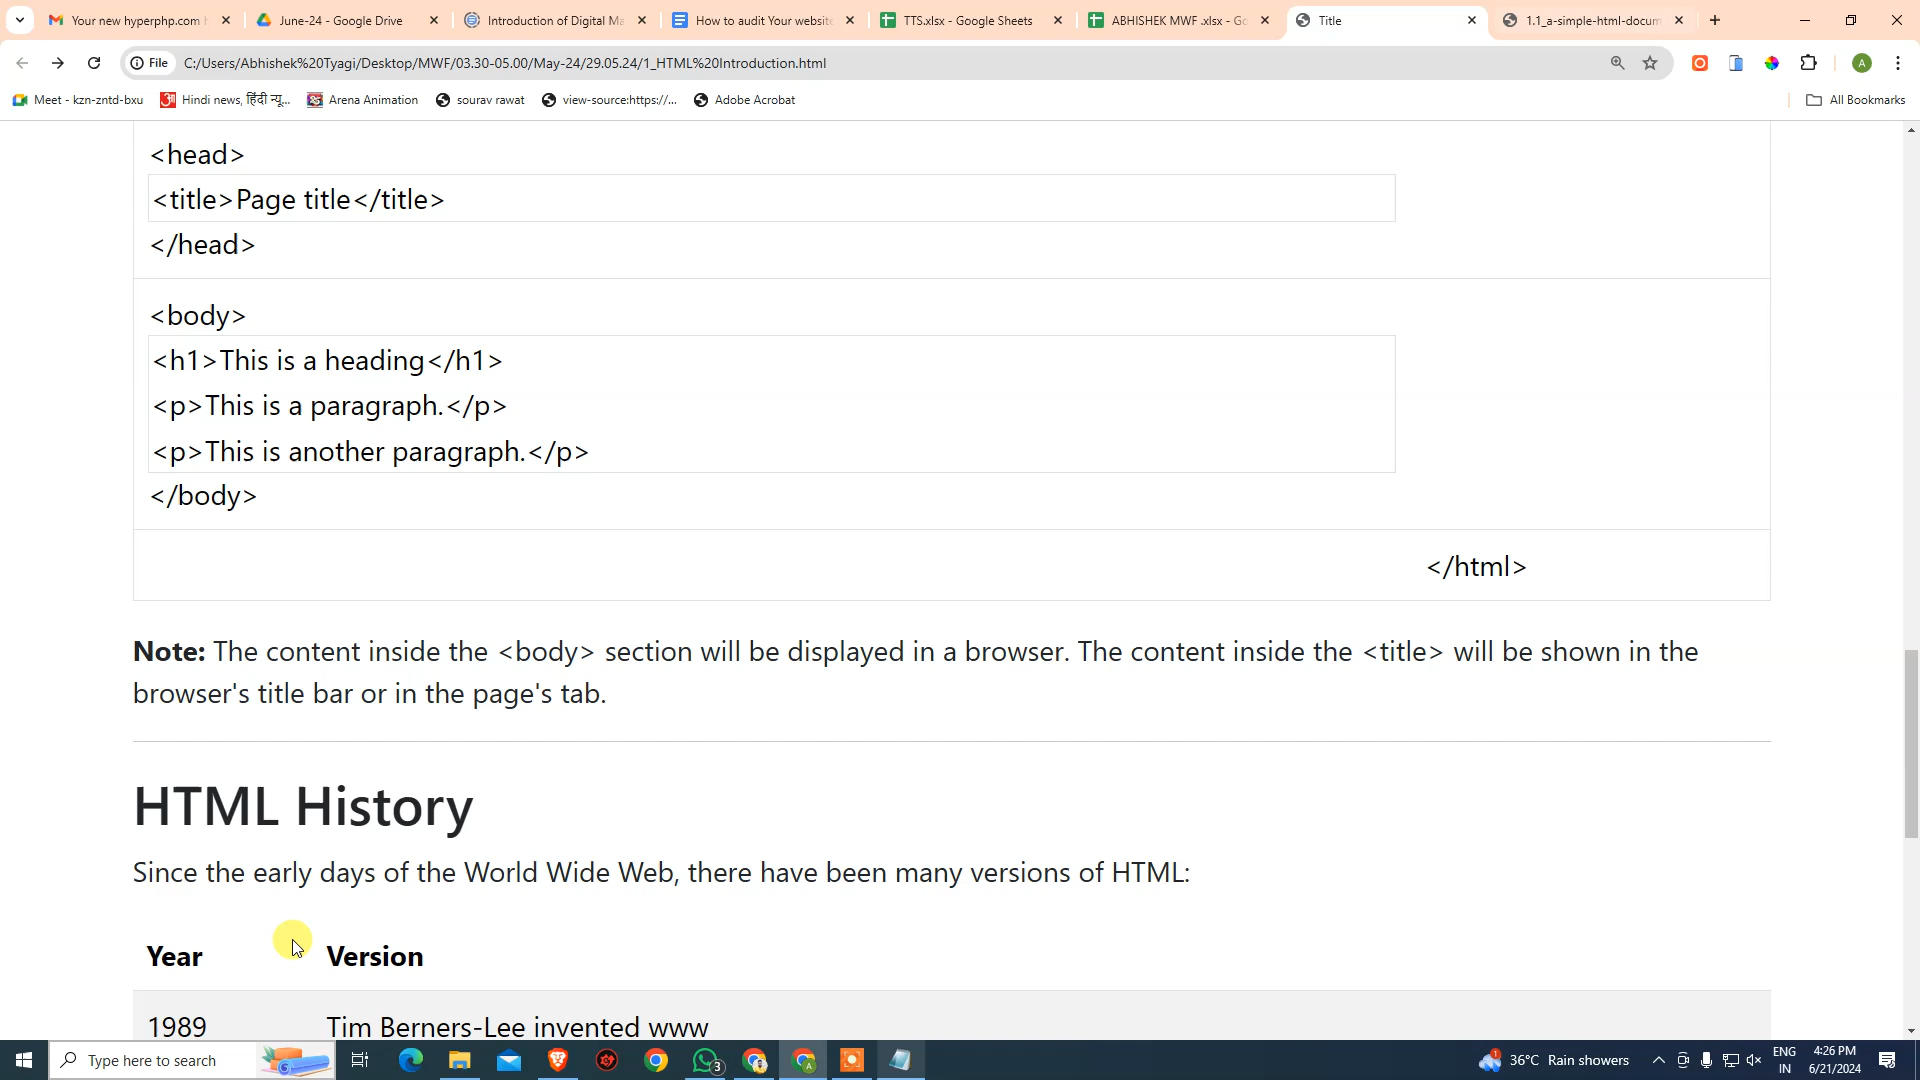 Your new hyperphp.com h
June-24 - Google Drive
Introduction of Digital Ma
How to audit Your website
TTS.xlsx - Google Sheets
ABHISHEK MWF .xlsx - Go
Title
1.1_a-simple-html-docum
File
C:/Users/Abhishek%20Tyagi/Desktop/MWF/03.30-05.00/May-24/29.05.24/1_HTML%20Introduction.html
A
Meet - kzn-zntd-bxu
Hindi news, हिंदी न्यू...
Arena Animation
sourav rawat
view-source:https://...
Adobe Acrobat
All Bookmarks
<head>
<title>Page title</title>
</head>
<body>
<h1>This is a heading</h1>
<p>This is a paragraph.</p>
<p>This is another paragraph.</p>
</body>
</html>
Note: The content inside the <body> section will be displayed in a browser. The content inside the <title> will be shown in the
browser's title bar or in the page's tab.
HTML History
Since the early days of the World Wide Web, there have been many versions of HTML:
Year Version
1989 Tim Berners-Lee invented www
Type here to search
3
1
36°C Rain showers
ENG
IN
4:26 PM
6/21/2024